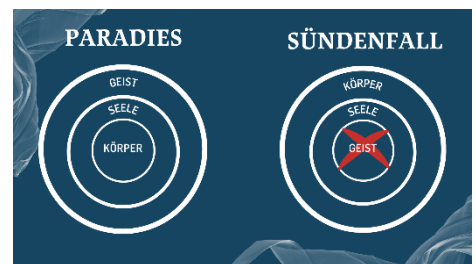 PARADIES
GEIST
SEELE
KÖRPER
SÜNDENFALL
KÖRPER
SEELE
GEIST